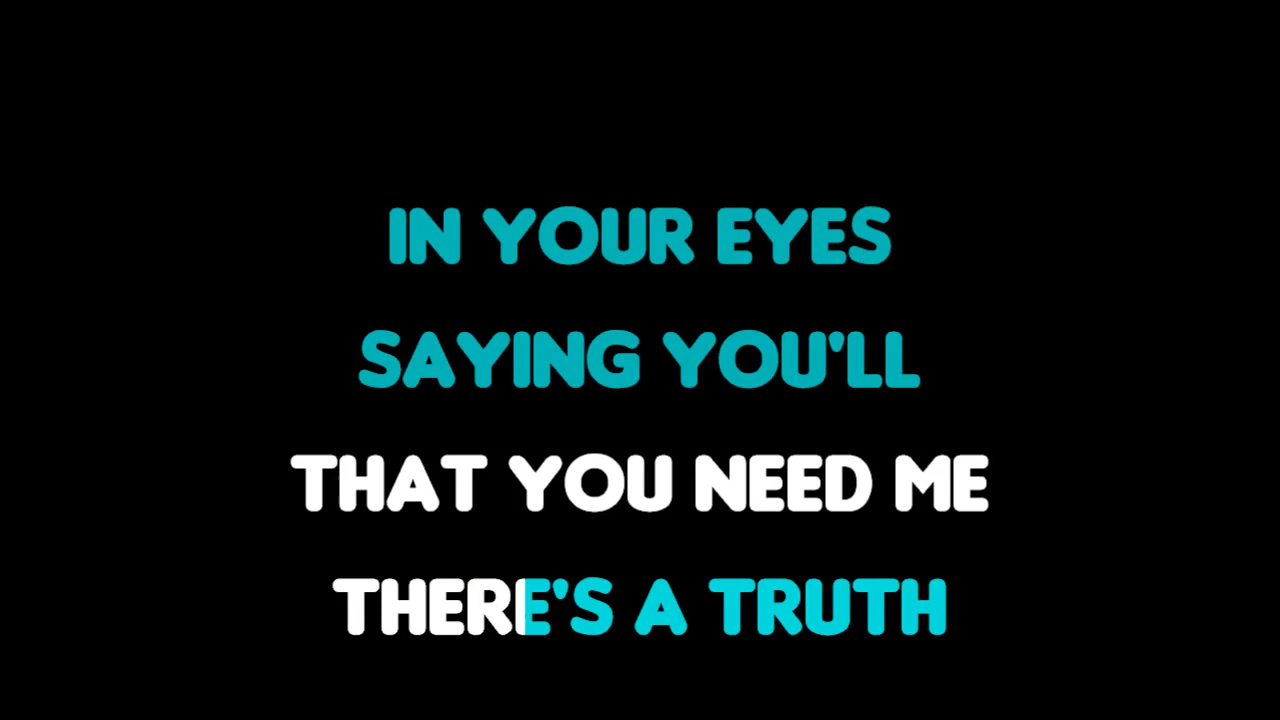 IN YOUR EYES
SAYING YOU'LL
THAT YOU NEED ME
THERE'S A TRUTH